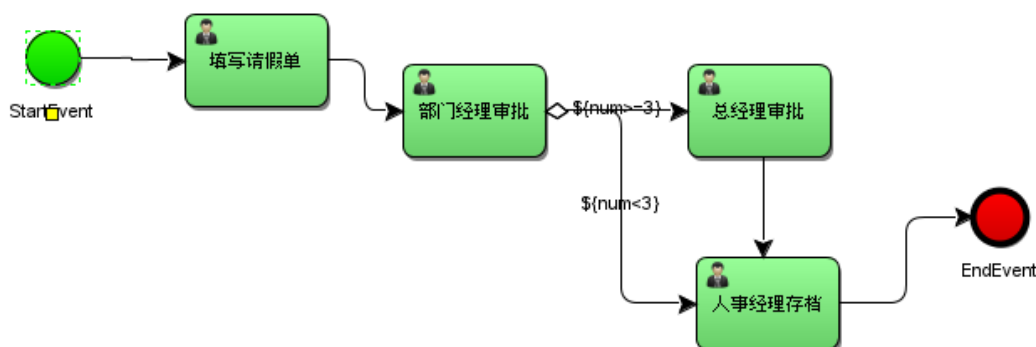 StartEvent
填写请假单
部门经理审批
${num>=3}
总经理审批
${num<3}
人事经理存档
EndEvent